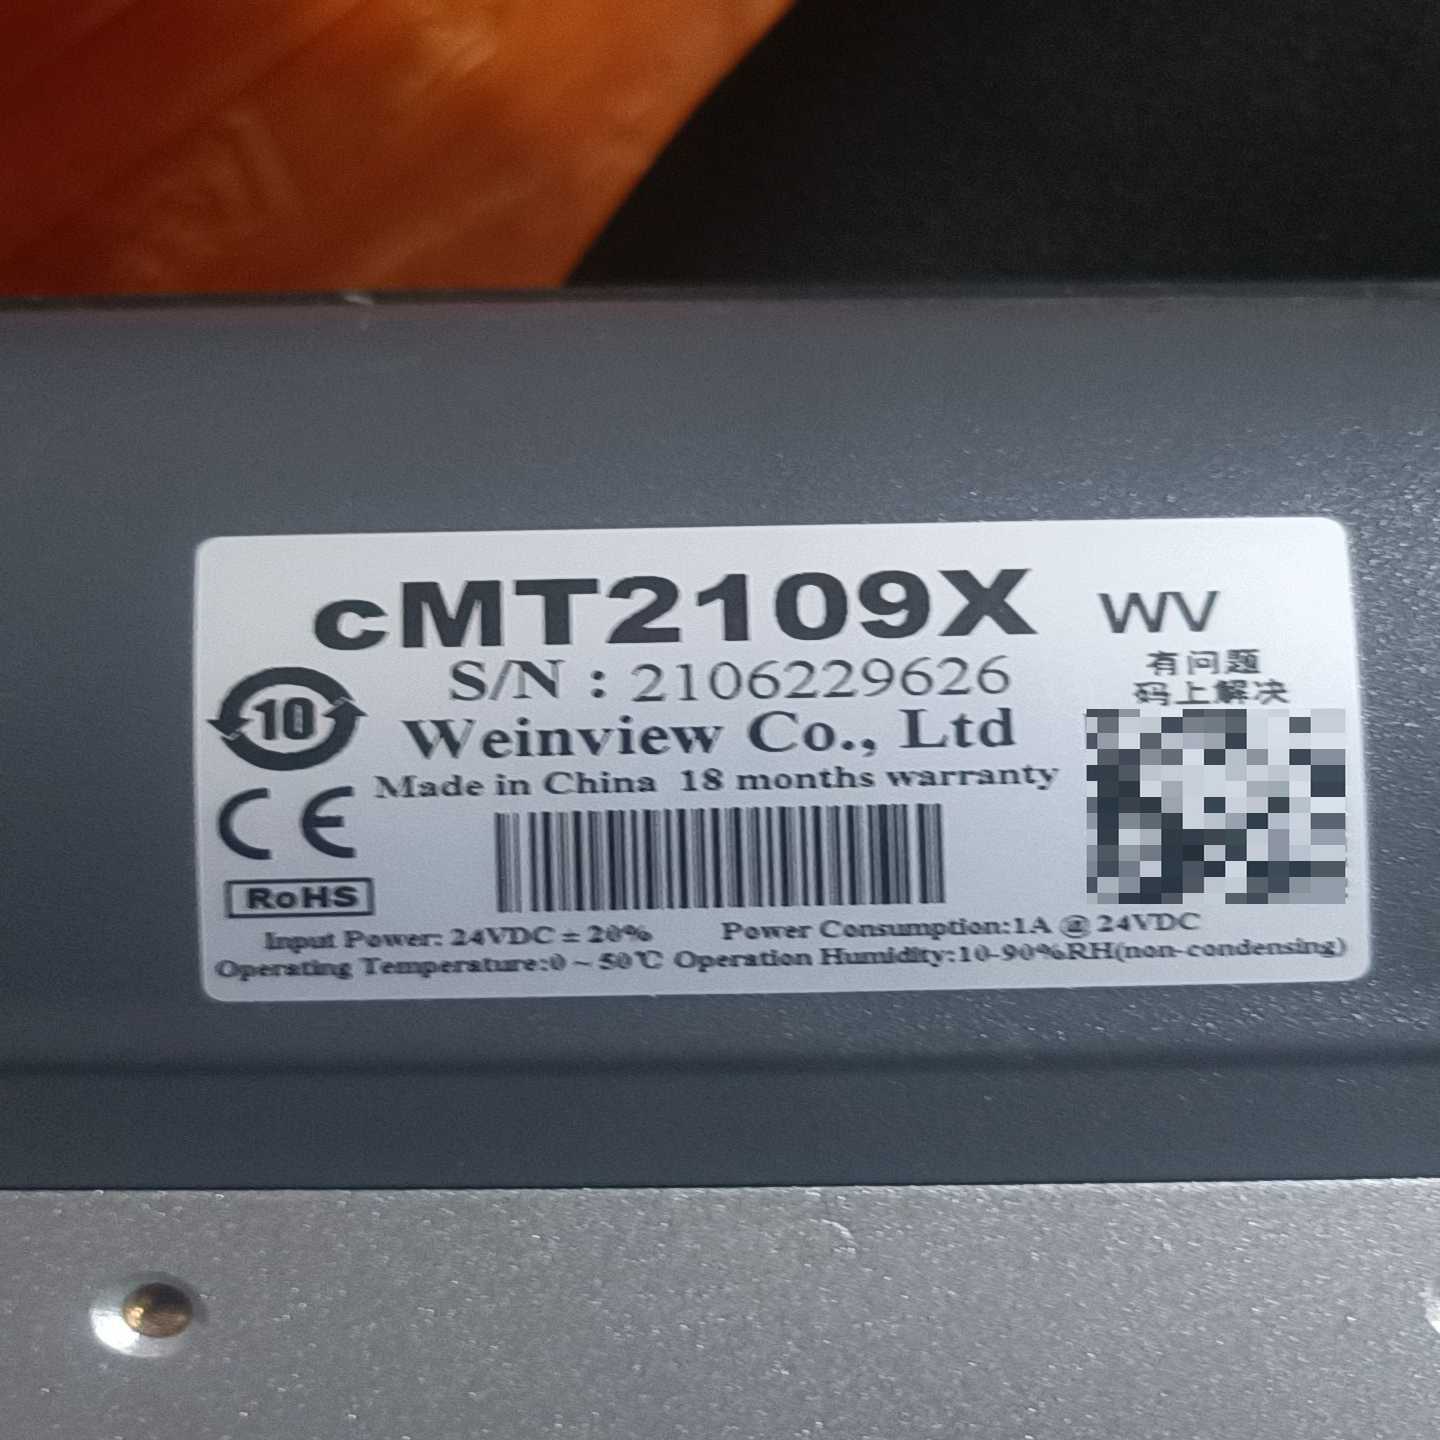 cMT2109X WV
S/N : 2106229626
有问题
码上解决
10
Weinview Co., Ltd
Made in China 18 months warranty
CE
RoHS
Input Power: 24VDC ± 20% Power Consumption:1A @ 24VDC
Operating Temperature:0 ~ 50℃ Operation Humidity:10-90%RH(non-condensing)